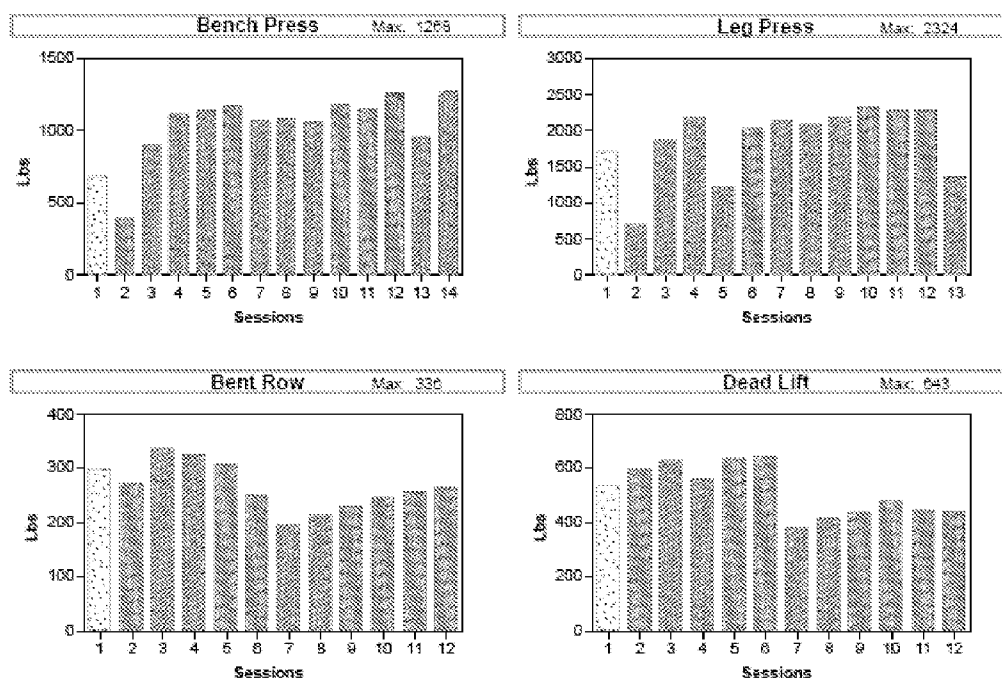 Bench Press Max: 1268
1500
1000
500
0
Lbs
1 2 3 4 5 6 7 8 9 10 11 12 13 14
Sessions
Leg Press Max: 2324
3000
2500
2000
1500
1000
500
0
Lbs
1 2 3 4 5 6 7 8 9 10 11 12 13
Sessions
Bent Row Max: 336
400
300
200
100
0
Lbs
1 2 3 4 5 6 7 8 9 10 11 12
Sessions
Dead Lift Max: 643
800
600
400
200
0
Lbs
1 2 3 4 5 6 7 8 9 10 11 12
Sessions